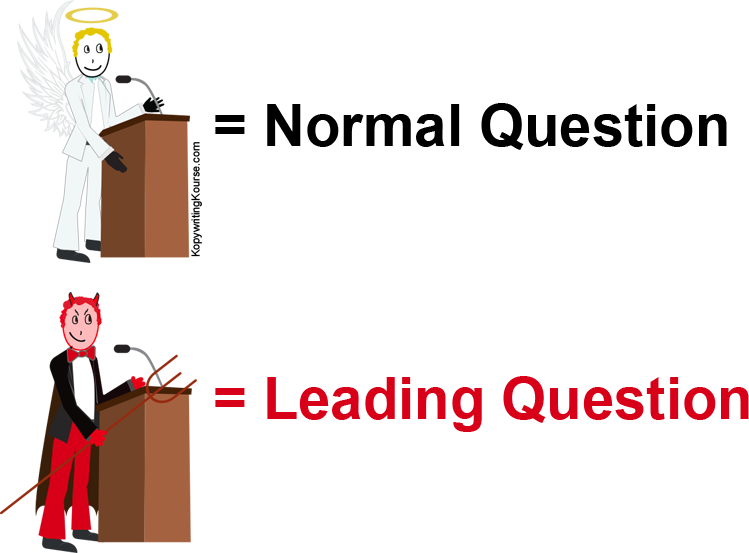 = Normal Question
KopywritingKourse.com
= Leading Question